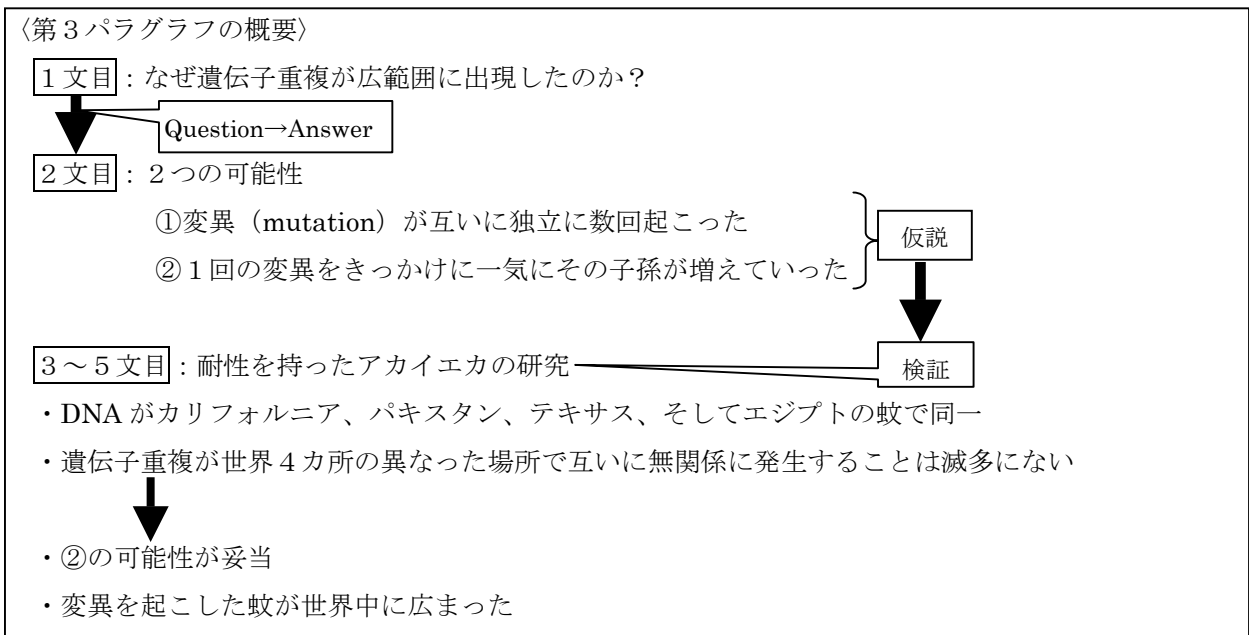 〈第３パラグラフの概要〉
１文目：なぜ遺伝子重複が広範囲に出現したのか？
Question→Answer
２文目：２つの可能性
①変異（mutation）が互いに独立に数回起こった
②１回の変異をきっかけに一気にその子孫が増えていった
仮説
３～５文目：耐性を持ったアカイエカの研究
検証
・DNA がカリフォルニア、パキスタン、テキサス、そしてエジプトの蚊で同一
・遺伝子重複が世界４カ所の異なった場所で互いに無関係に発生することは滅多にない
・②の可能性が妥当
・変異を起こした蚊が世界中に広まった